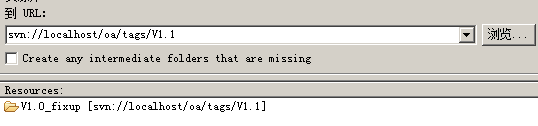 到 URL:
svn://localhost/oa/tags/V1.1
浏览...
Create any intermediate folders that are missing
Resources:
V1.0_fixup [svn://localhost/oa/tags/V1.1]